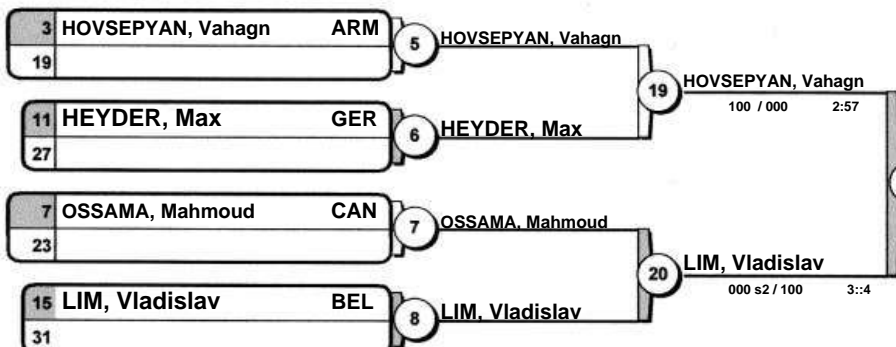 3 HOVSEPYAN, Vahagn ARM
19
5 HOVSEPYAN, Vahagn
11 HEYDER, Max GER
27
6 HEYDER, Max
19 HOVSEPYAN, Vahagn
100 / 000 2:57
7 OSSAMA, Mahmoud CAN
23
7 OSSAMA, Mahmoud
15 LIM, Vladislav BEL
31
8 LIM, Vladislav
20 LIM, Vladislav
000 s2 / 100 3::4